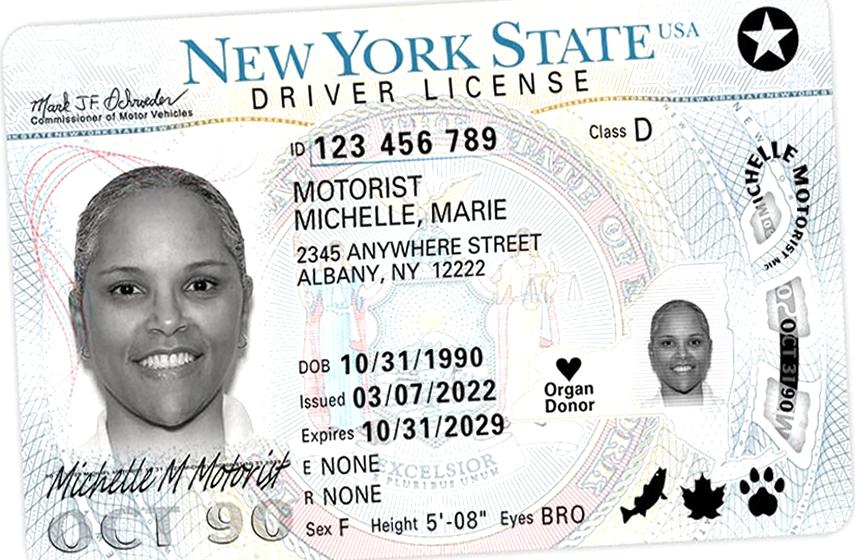 NEW YORK STATE USA
DRIVER LICENSE
Mark J.F. Schroeder
Commissioner of Motor Vehicles
ID 123 456 789
Class D
MOTORIST
MICHELLE, MARIE
2345 ANYWHERE STREET
ALBANY, NY 12222
DOB 10/31/1990
Issued 03/07/2022
Expires 10/31/2029
E NONE
R NONE
Sex F Height 5'-08" Eyes BRO
Organ
Donor
Michelle M Motorist
OCT 90
MICHELLE MOTORIST MIC
OCT 31 90
EXCELSIOR
E PLURIBUS UNUM